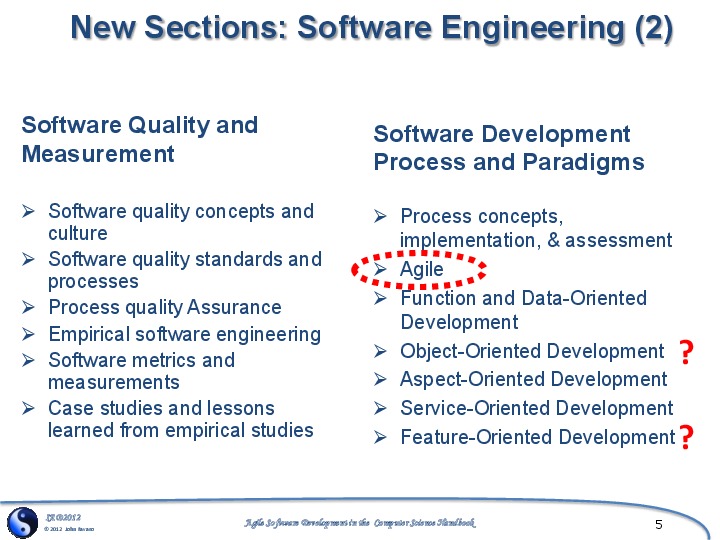 New Sections: Software Engineering (2)
Software Quality and
Measurement
➢ Software quality concepts and
culture
➢ Software quality standards and
processes
➢ Process quality Assurance
➢ Empirical software engineering
➢ Software metrics and
measurements
➢ Case studies and lessons
learned from empirical studies
Software Development
Process and Paradigms
➢ Process concepts,
implementation, & assessment
➢ Agile
➢ Function and Data-Oriented
Development
➢ Object-Oriented Development ?
➢ Aspect-Oriented Development
➢ Service-Oriented Development
➢ Feature-Oriented Development ?
©2012 John
Agile Software Development in the Computer Science Handbook
5